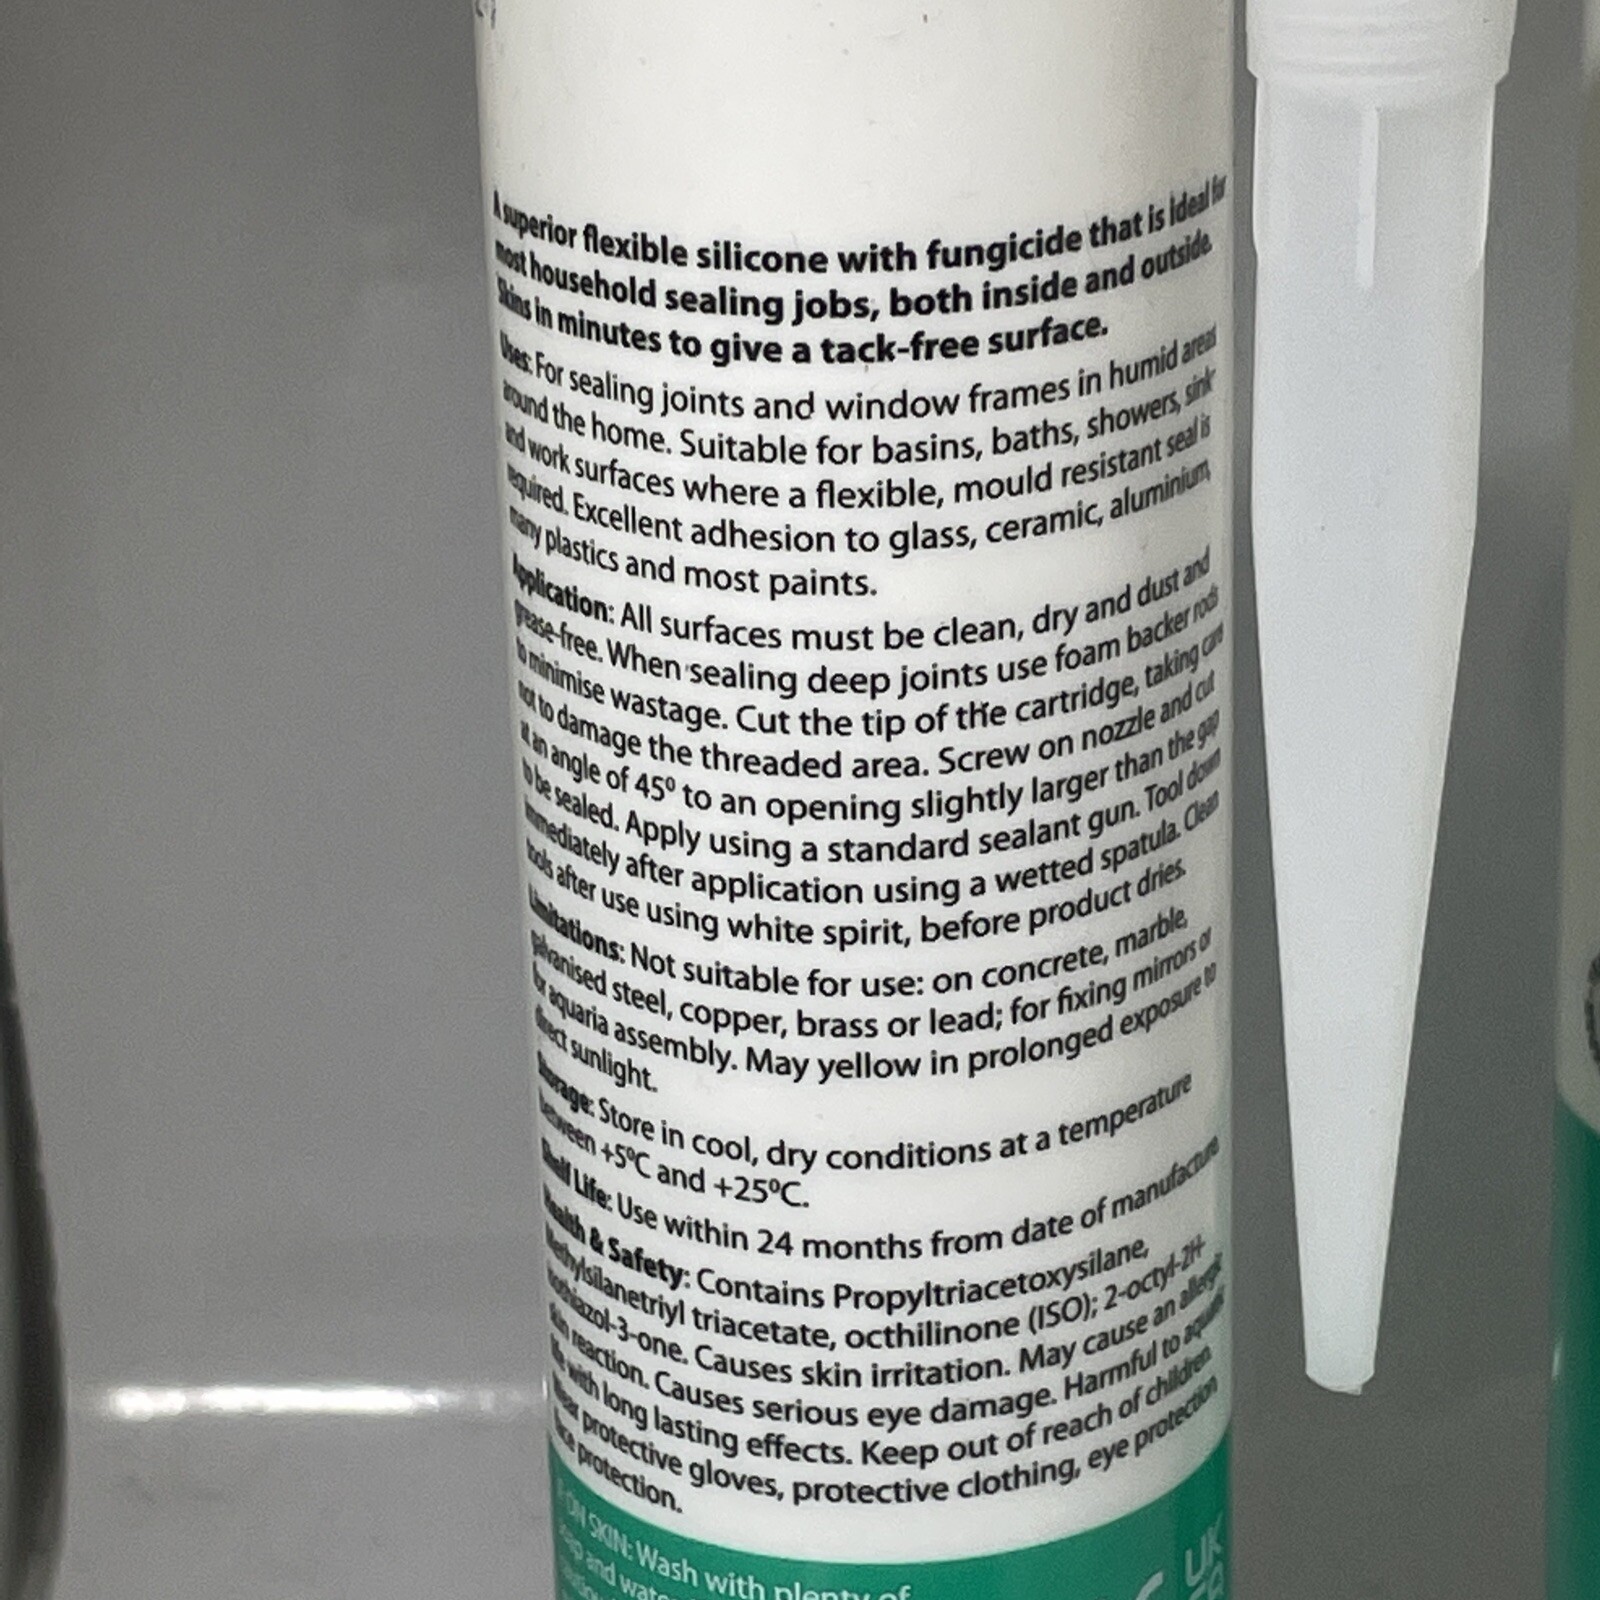 A superior flexible silicone with fungicide that is ideal for
most household sealing jobs, both inside and outside.
Skins in minutes to give a tack-free surface.
Uses: For sealing joints and window frames in humid areas
around the home. Suitable for basins, baths, showers, sink
and work surfaces where a flexible, mould resistant seal is
required. Excellent adhesion to glass, ceramic, aluminium,
many plastics and most paints.
Application: All surfaces must be clean, dry and dust and
grease-free. When sealing deep joints use foam backer rods
to minimise wastage. Cut the tip of the cartridge, taking care
not to damage the threaded area. Screw on nozzle and cut
at an angle of 45º to an opening slightly larger than the gap
to be sealed. Apply using a standard sealant gun. Tool down
immediately after application using a wetted spatula. Clean
tools after use using white spirit, before product dries.
Limitations: Not suitable for use: on concrete, marble,
galvanised steel, copper, brass or lead; for fixing mirrors or
for aquaria assembly. May yellow in prolonged exposure to
direct sunlight.
Storage: Store in cool, dry conditions at a temperature
between +5ºC and +25ºC.
Shelf Life: Use within 24 months from date of manufacture
Health & Safety: Contains Propyltriacetoxysilane,
Methylsilanetriyl triacetate, octhilinone (ISO); 2-octyl-2H-
isothiazol-3-one. Causes skin irritation. May cause an allergic
skin reaction. Causes serious eye damage. Harmful to aquatic
life with long lasting effects. Keep out of reach of children.
Wear protective gloves, protective clothing, eye protection
face protection.
ON SKIN: Wash with plenty of
and water
UK